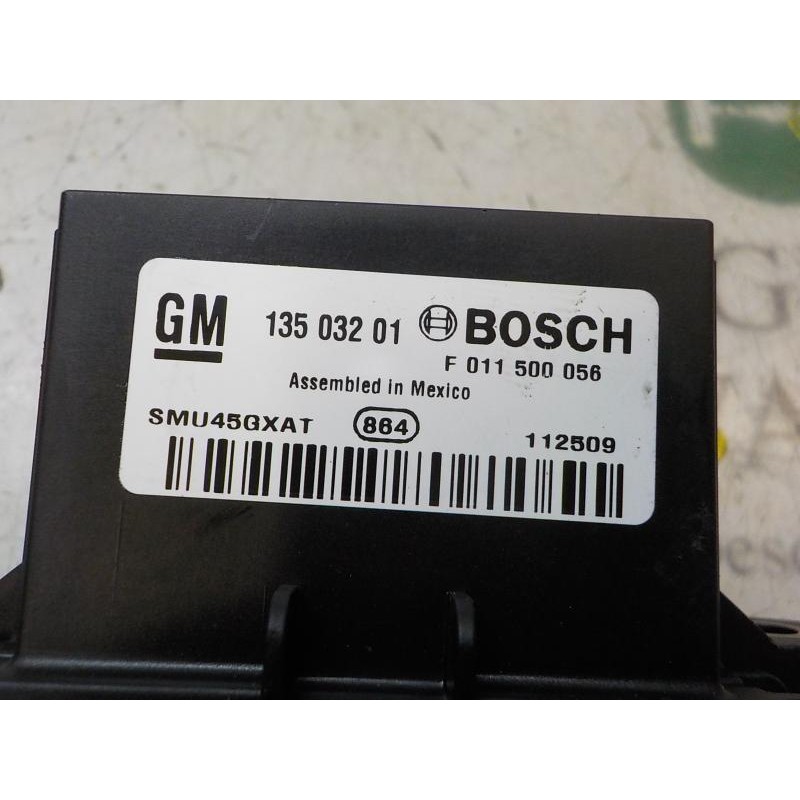 GM 135 032 01 BOSCH
F 011 500 056
Assembled in Mexico
SMU45GXAT 864 112509